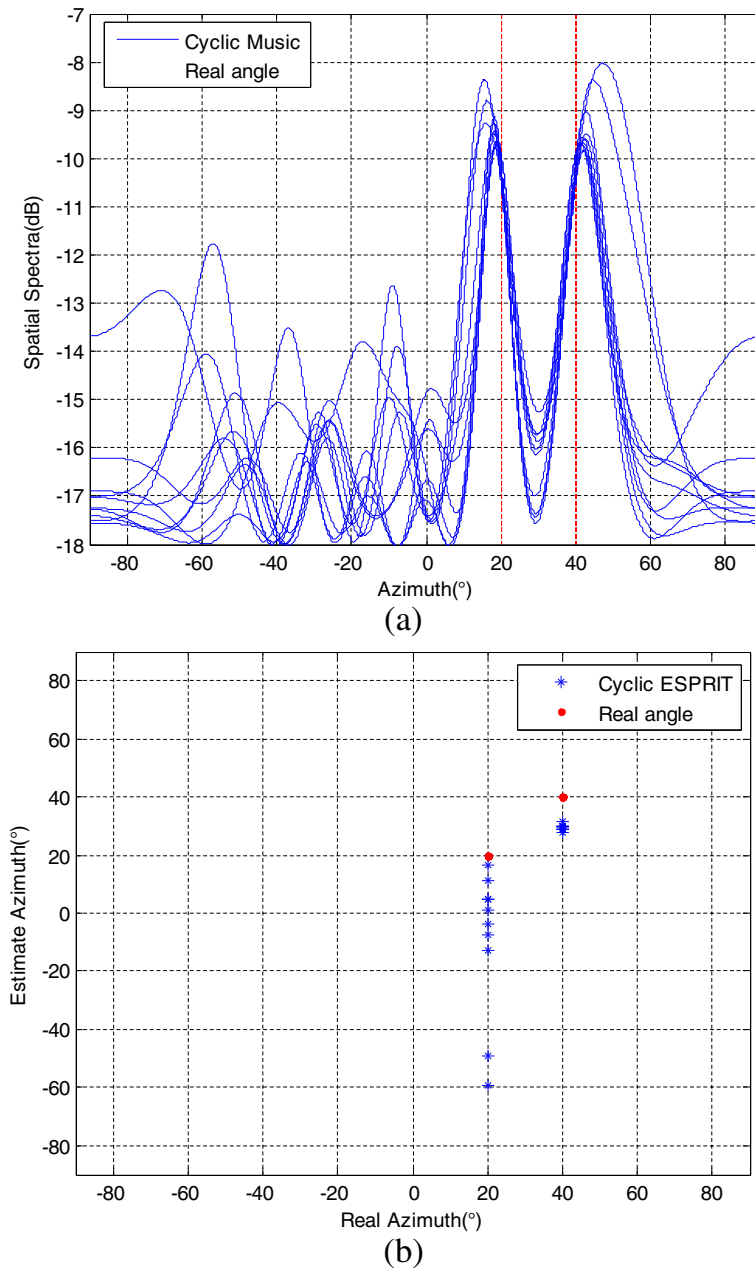 -7
-8
-9
-10
-11
-12
-13
-14
-15
-16
-17
-18
Spatial Spectra(dB)
Cyclic Music
Real angle
-80 -60 -40 -20 0 20 40 60 80
Azimuth(°)
(a)
80
60
40
20
0
-20
-40
-60
-80
Estimate Azimuth(°)
Cyclic ESPRIT
Real angle
-80 -60 -40 -20 0 20 40 60 80
Real Azimuth(°)
(b)